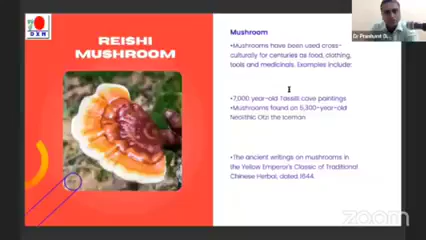 DXN
REISHI
MUSHROOM
Mushroom
•Mushrooms have been used cross-
culturally for centuries as food, clothing,
tools and medicinals. Examples include:
•7,000 year-old Tassili cave paintings
•Mushrooms found on 5,300-year-old
Neolithic Otzi the Iceman
•The ancient writings on mushrooms in
the Yellow Emperor's Classic of Traditional
Chinese Herbal, dated 1644.
Dr Prashant
zoom